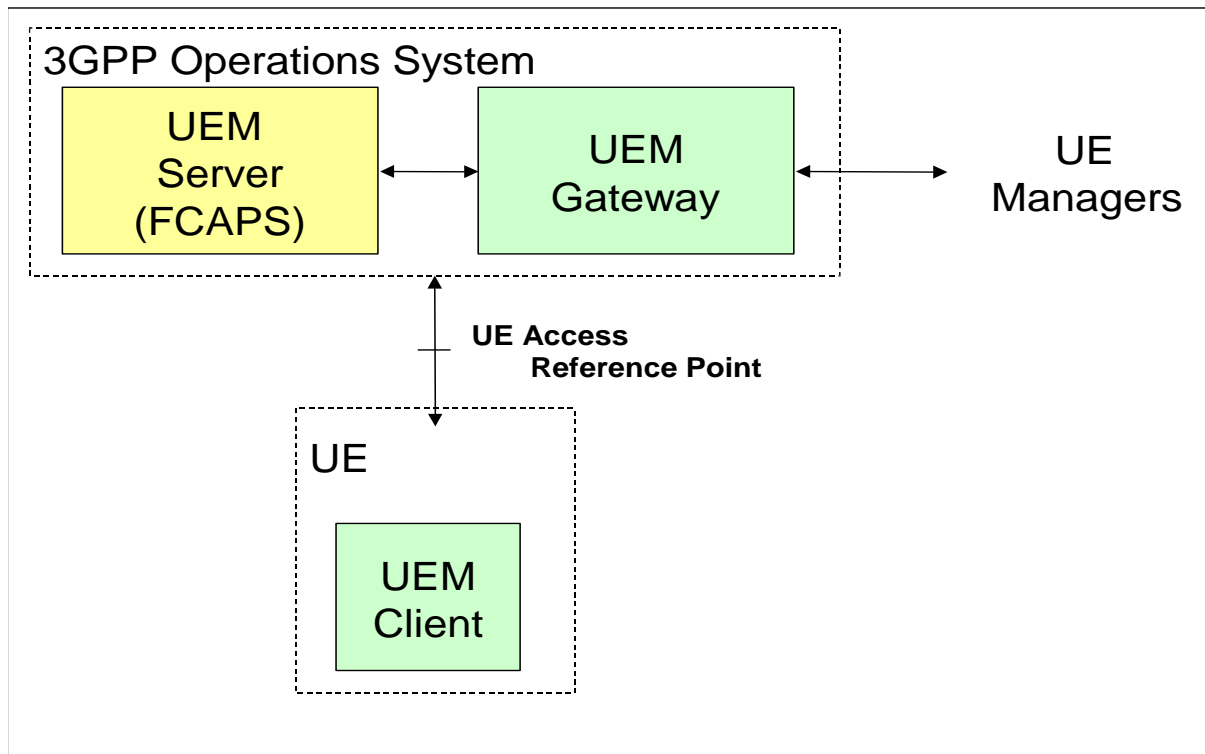 3GPP Operations System
UEM
Server
(FCAPS)
UEM
Gateway
UE
Managers
UE Access
Reference Point
UE
UEM
Client